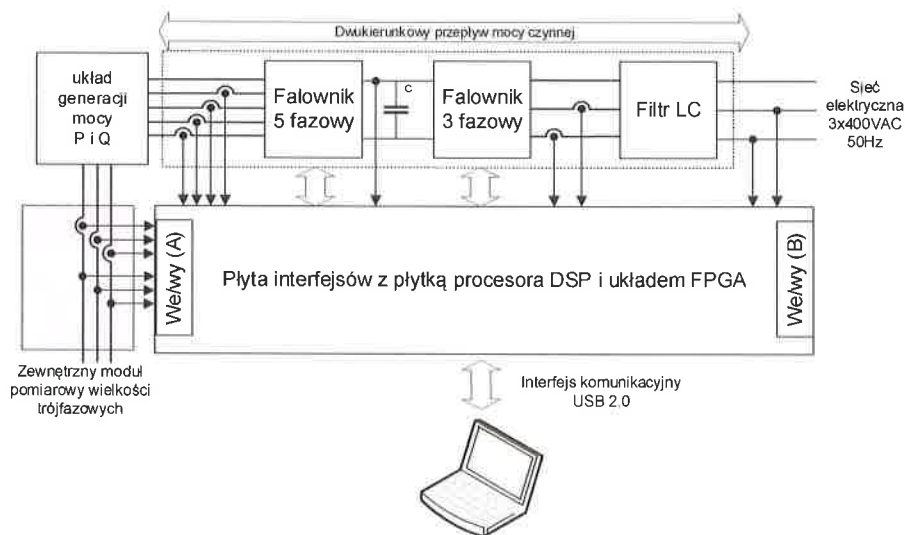 Dwukierunkowy przepływ mocy czynnej
układ
generacji
mocy
P i Q
Falownik
5 fazowy
C
Falownik
3 fazowy
Filtr LC
Sieć
elektryczna
3x400VAC
50Hz
We/wy (A)
Płyta interfejsów z płytką procesora DSP i układem FPGA
We/wy (B)
Zewnętrzny moduł
pomiarowy wielkości
trójfazowych
Interfejs komunikacyjny
USB 2.0